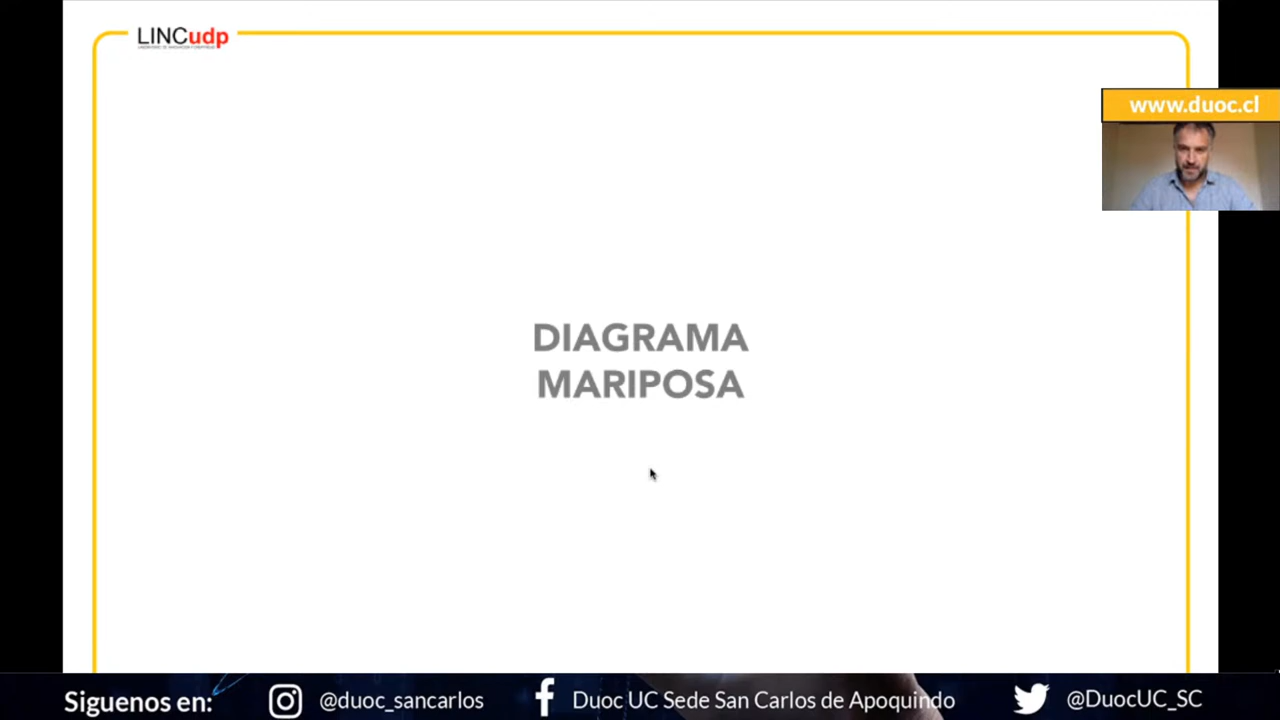 LINCudp
www.duoc.cl
DIAGRAMA
MARIPOSA
Siguenos en:
@duoc_sancarlos
Duoc UC Sede San Carlos de Apoquindo
@DuocUC_SC